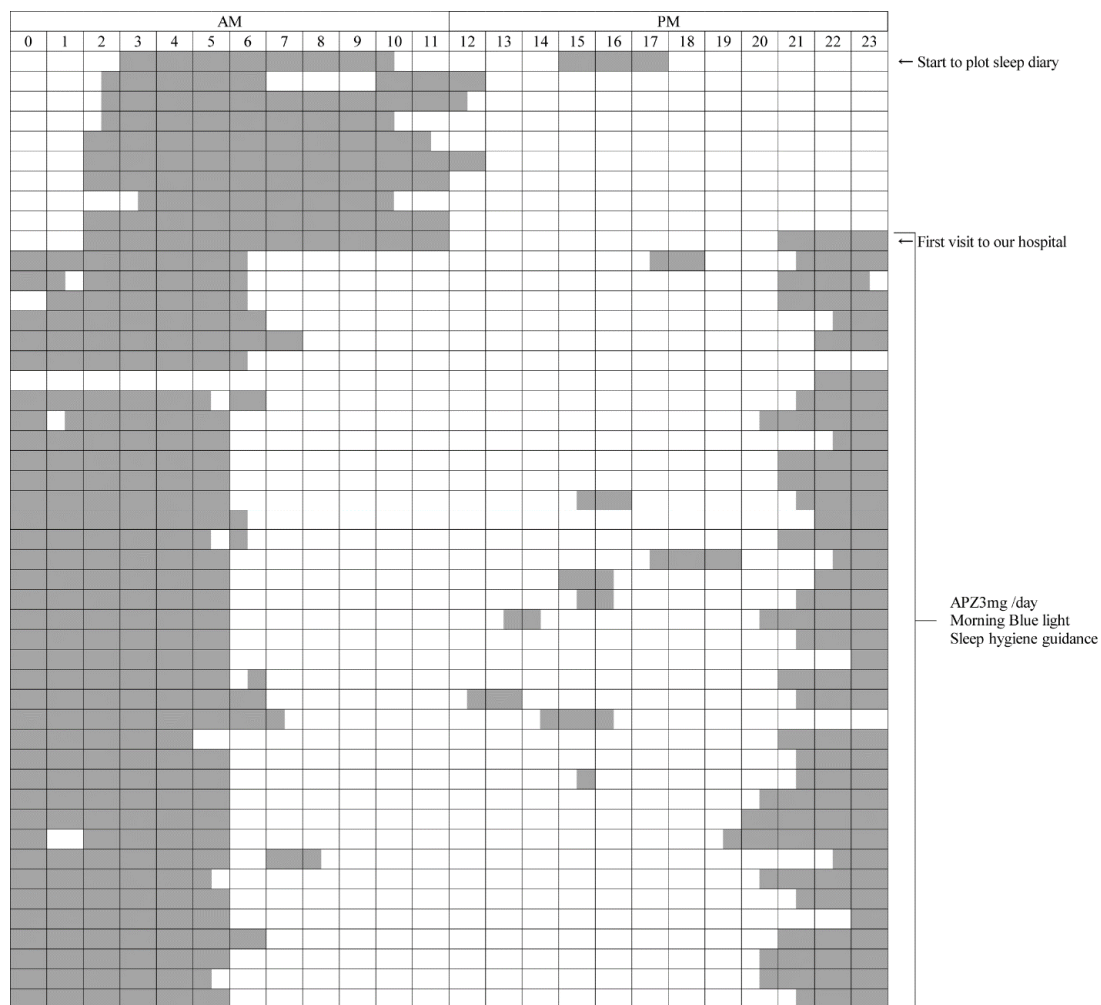 AM PM
0 1 2 3 4 5 6 7 8 9 10 11 12 13 14 15 16 17 18 19 20 21 22 23
← Start to plot sleep diary
← First visit to our hospital
APZ3mg /day
Morning Blue light
Sleep hygiene guidance